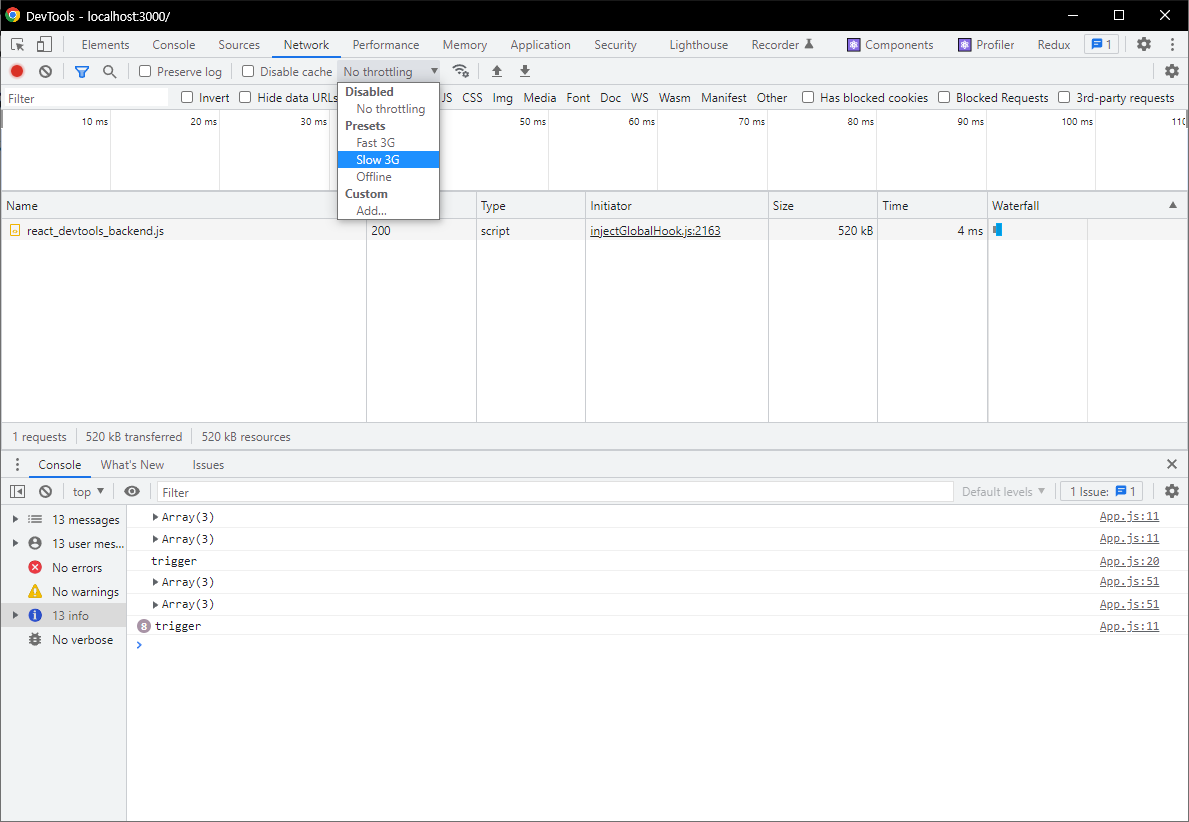 DevTools - localhost:3000/
Elements Console Sources Network Performance Memory Application Security Lighthouse Recorder Components Profiler Redux 1
Preserve log Disable cache No throttling
Filter Invert Hide data URLs JS CSS Img Media Font Doc WS Wasm Manifest Other Has blocked cookies Blocked Requests 3rd-party requests
Disabled
No throttling
Presets
Fast 3G
Slow 3G
Offline
Custom
Add...
10 ms 20 ms 30 ms 50 ms 60 ms 70 ms 80 ms 90 ms 100 ms 110
Name Type Initiator Size Time Waterfall
react_devtools_backend.js 200 script injectGlobalHook.js:2163 520 kB 4 ms
1 requests 520 kB transferred 520 kB resources
Console What's New Issues
top Filter Default levels 1 Issue: 1
13 messages
13 user mes...
No errors
No warnings
13 info
No verbose
Array(3) App.js:11
Array(3) App.js:11
trigger App.js:20
Array(3) App.js:51
Array(3) App.js:51
8 trigger App.js:11